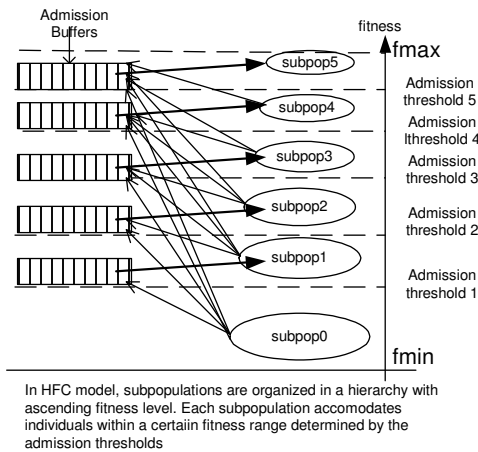 Admission
Buffers
fitness
fmax
subpop5
Admission
threshold 5
subpop4
Admission
lthreshold 4
subpop3
Admission
threshold 3
subpop2
Admission
threshold 2
subpop1
Admission
threshold 1
subpop0
fmin
In HFC model, subpopulations are organized in a hierarchy with
ascending fitness level. Each subpopulation accomodates
individuals within a certaiin fitness range determined by the
admission thresholds